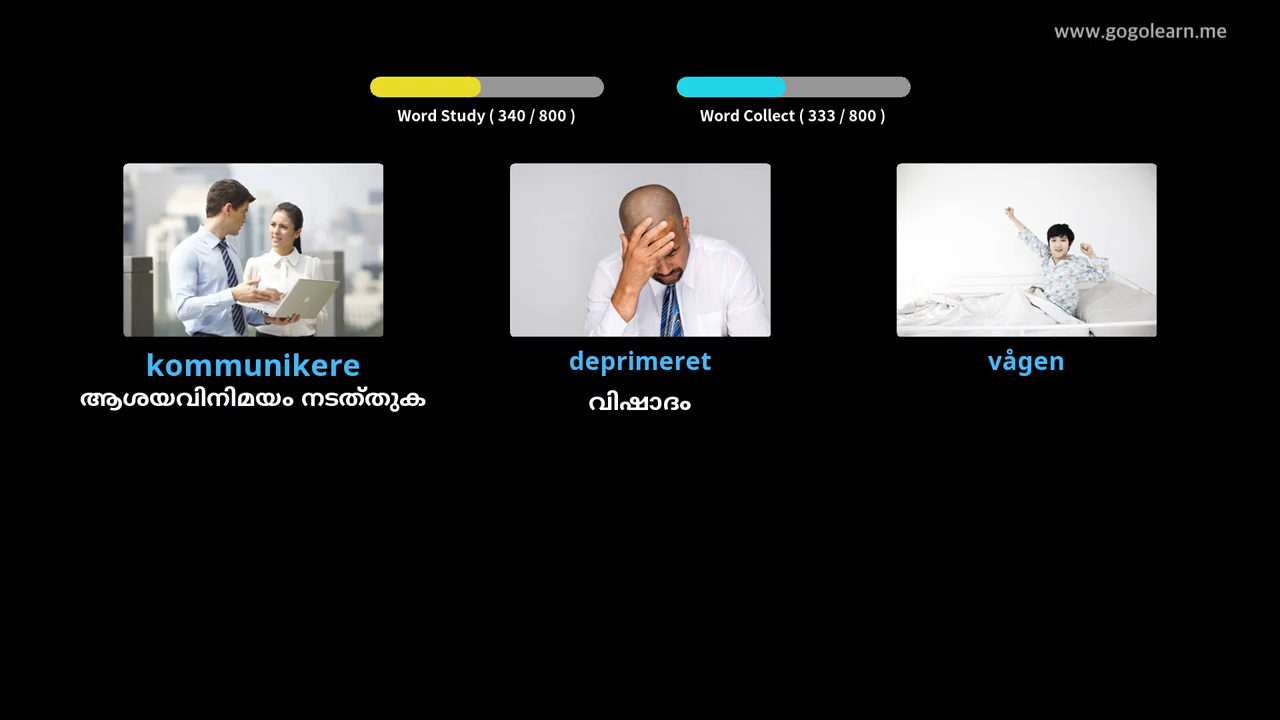 www.gogolearn.me
Word Study ( 340 / 800 )
Word Collect ( 333 / 800 )
kommunikere
ആശയവിനിമയം നടത്തുക
deprimeret
വിഷാദം
vågen